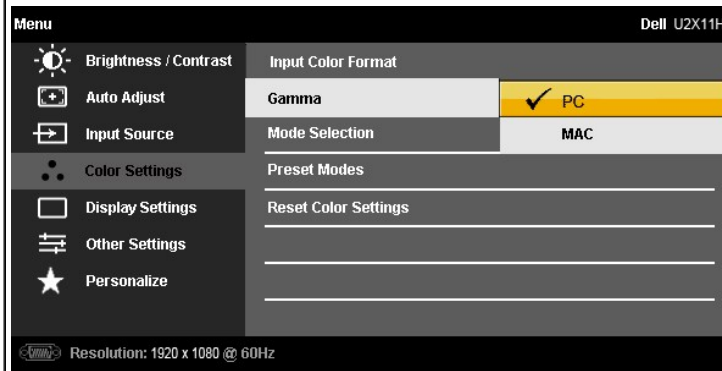 Menu Dell U2X11H
Brightness / Contrast Input Color Format
Auto Adjust Gamma PC
Input Source Mode Selection MAC
Color Settings Preset Modes
Display Settings Reset Color Settings
Other Settings
Personalize
Resolution: 1920 x 1080 @ 60Hz